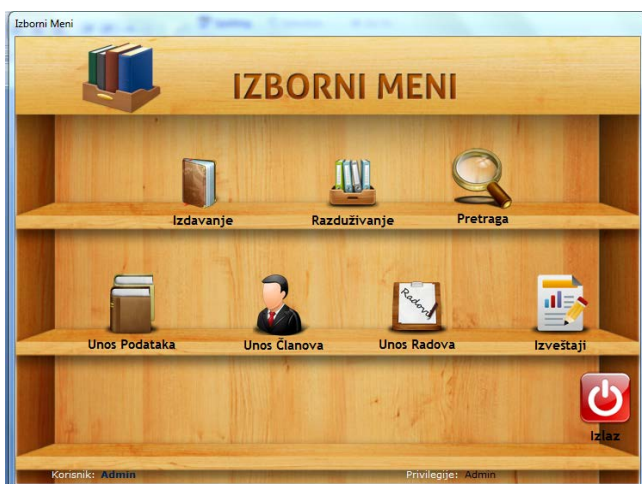 Izborni Meni
IZBORNI MENI
Izdavanje
Razduživanje
Pretraga
Radovi
Unos Podataka
Unos Članova
Unos Radova
Izveštaji
Izlaz
Korisnik: Admin
Privilegije: Admin